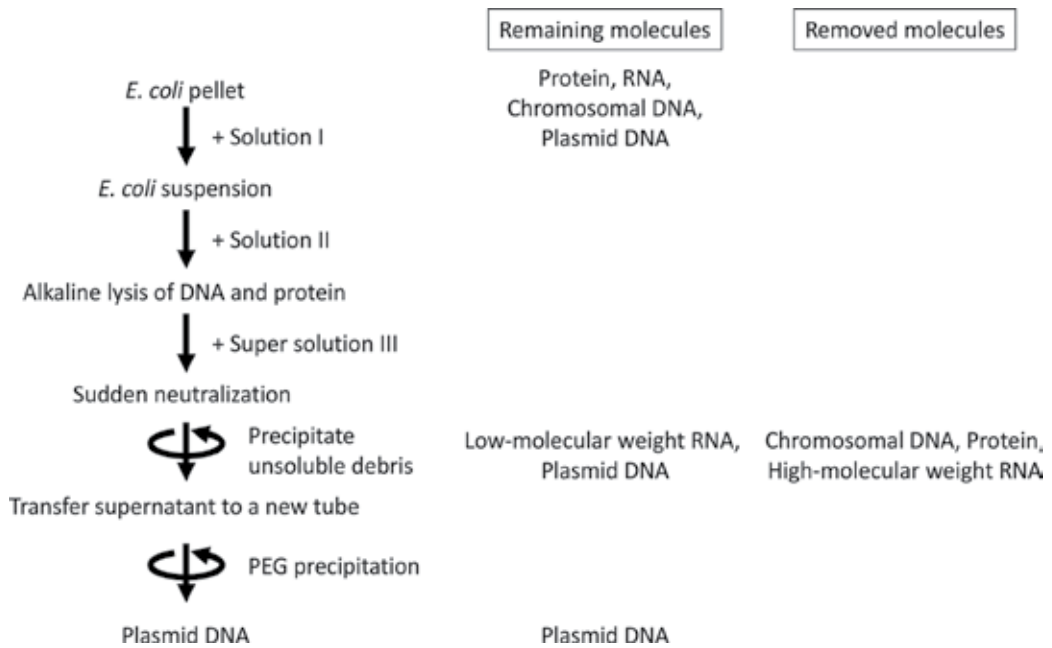 Remaining molecules
Removed molecules
E. coli pellet
Protein, RNA,
Chromosomal DNA,
Plasmid DNA
+ Solution I
E. coli suspension
+ Solution II
Alkaline lysis of DNA and protein
+ Super solution III
Sudden neutralization
Precipitate
unsoluble debris
Low-molecular weight RNA,
Plasmid DNA
Chromosomal DNA, Protein,
High-molecular weight RNA.
Transfer supernatant to a new tube
PEG precipitation
Plasmid DNA
Plasmid DNA